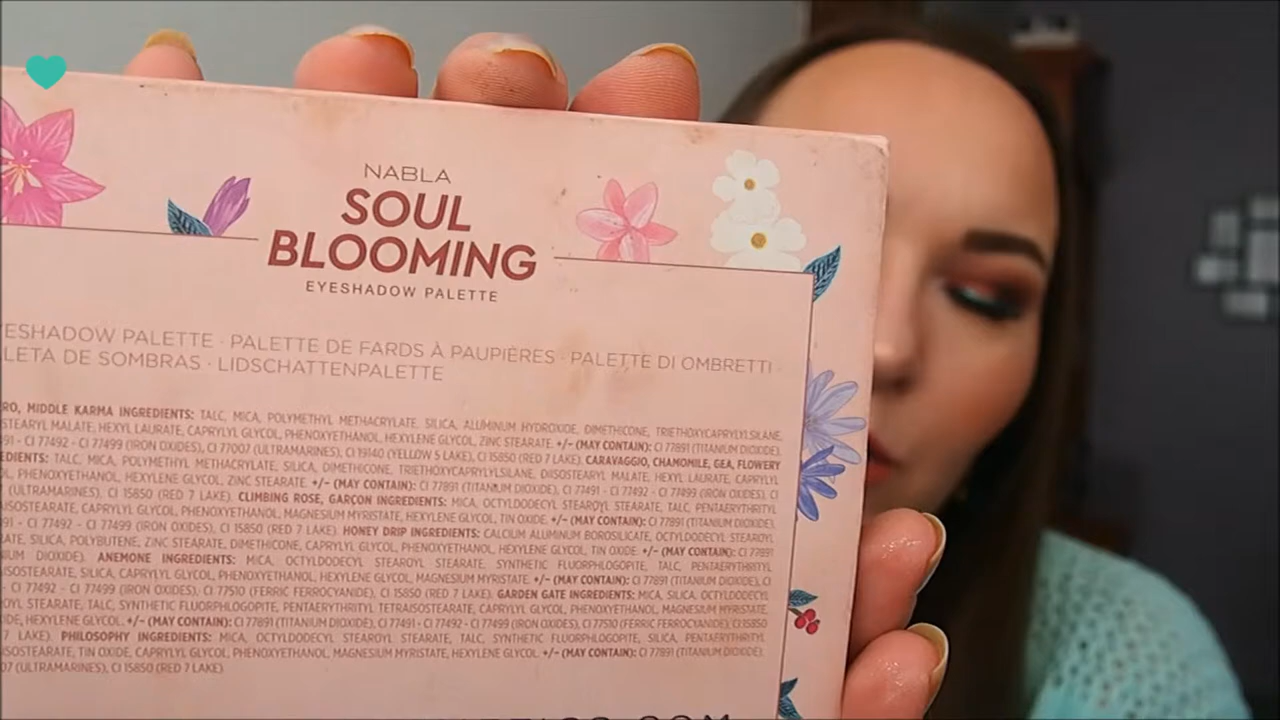 NABLA
SOUL
BLOOMING
EYESHADOW PALETTE
EYESHADOW PALETTE · PALETTE DE FARDS À PAUPIÈRES · PALETTE DI OMBRETTI ·
LETA DE SOMBRAS · LIDSCHATTENPALETTE
RO, MIDDLE KARMA INGREDIENTS: TALC, MICA, POLYMETHYL METHACRYLATE, SILICA, ALUMINUM HYDROXIDE, DIMETHICONE, TRIETHOXYCAPRYLYLSILANE,
STEARYL MALATE, HEXYL LAURATE, CAPRYLYL GLYCOL, PHENOXYETHANOL, HEXYLENE GLYCOL, ZINC STEARATE. +/− (MAY CONTAIN): CI 77891 (TITANIUM DIOXIDE),
91 - CI 77492 - CI 77499 (IRON OXIDES), CI 77007 (ULTRAMARINES), CI 19140 (YELLOW 5 LAKE), CI 15850 (RED 7 LAKE). CARAVAGGIO, CHAMOMILE, GEA, FLOWERY
EDIENTS: TALC, MICA, POLYMETHYL METHACRYLATE, SILICA, DIMETHICONE, TRIETHOXYCAPRYLYLSILANE, DIISOSTEARYL MALATE, HEXYL LAURATE, CAPRYLYL
L, PHENOXYETHANOL, HEXYLENE GLYCOL, ZINC STEARATE. +/− (MAY CONTAIN): CI 77891 (TITANIUM DIOXIDE), CI 77491 - CI 77492 - CI 77499 (IRON OXIDES), CI
(ULTRAMARINES), CI 15850 (RED 7 LAKE). CLIMBING ROSE, GARÇON INGREDIENTS: MICA, OCTYLDODECYL STEAROYL STEARATE, TALC, PENTAERYTHRITYL
ISOSTEARATE, CAPRYLYL GLYCOL, PHENOXYETHANOL, MAGNESIUM MYRISTATE, HEXYLENE GLYCOL, TIN OXIDE. +/− (MAY CONTAIN): CI 77891 (TITANIUM DIOXIDE),
91 - CI 77492 - CI 77499 (IRON OXIDES), CI 15850 (RED 7 LAKE). HONEY DRIP INGREDIENTS: CALCIUM ALUMINUM BOROSILICATE, OCTYLDODECYL STEAROYL
ATE, SILICA, POLYBUTENE, ZINC STEARATE, DIMETHICONE, CAPRYLYL GLYCOL, PHENOXYETHANOL, HEXYLENE GLYCOL, TIN OXIDE. +/− (MAY CONTAIN): CI 77891
IUM DIOXIDE). ANEMONE INGREDIENTS: MICA, OCTYLDODECYL STEAROYL STEARATE, SYNTHETIC FLUORPHLOGOPITE, TALC, PENTAERYTHRITYL
ISOSTEARATE, SILICA, CAPRYLYL GLYCOL, PHENOXYETHANOL, HEXYLENE GLYCOL, MAGNESIUM MYRISTATE. +/− (MAY CONTAIN): CI 77891 (TITANIUM DIOXIDE), CI
- CI 77492 - CI 77499 (IRON OXIDES), CI 77510 (FERRIC FERROCYANIDE), CI 15850 (RED 7 LAKE). GARDEN GATE INGREDIENTS: MICA, SILICA, OCTYLDODECYL
OYL STEARATE, TALC, SYNTHETIC FLUORPHLOGOPITE, PENTAERYTHRITYL TETRAISOSTEARATE, CAPRYLYL GLYCOL, PHENOXYETHANOL, MAGNESIUM MYRISTATE,
DE, HEXYLENE GLYCOL. +/− (MAY CONTAIN): CI 77891 (TITANIUM DIOXIDE), CI 77491 - CI 77492 - CI 77499 (IRON OXIDES), CI 77510 (FERRIC FERROCYANIDE), CI 15850
7 LAKE). PHILOSOPHY INGREDIENTS: MICA, OCTYLDODECYL STEAROYL STEARATE, TALC, SYNTHETIC FLUORPHLOGOPITE, SILICA, PENTAERYTHRITYL
ISOSTEARATE, TIN OXIDE, CAPRYLYL GLYCOL, PHENOXYETHANOL, MAGNESIUM MYRISTATE, HEXYLENE GLYCOL. +/− (MAY CONTAIN): CI 77891 (TITANIUM DIOXIDE),
07 (ULTRAMARINES), CI 15850 (RED 7 LAKE).